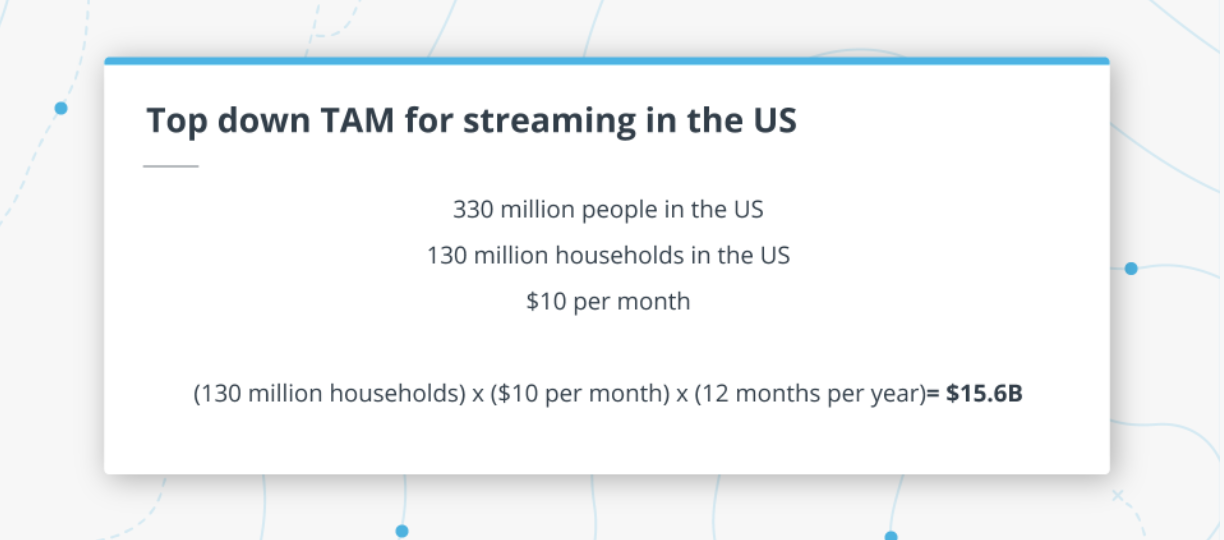 Top down TAM for streaming in the US
330 million people in the US
130 million households in the US
$10 per month
(130 million households) x ($10 per month) x (12 months per year)= $15.6B